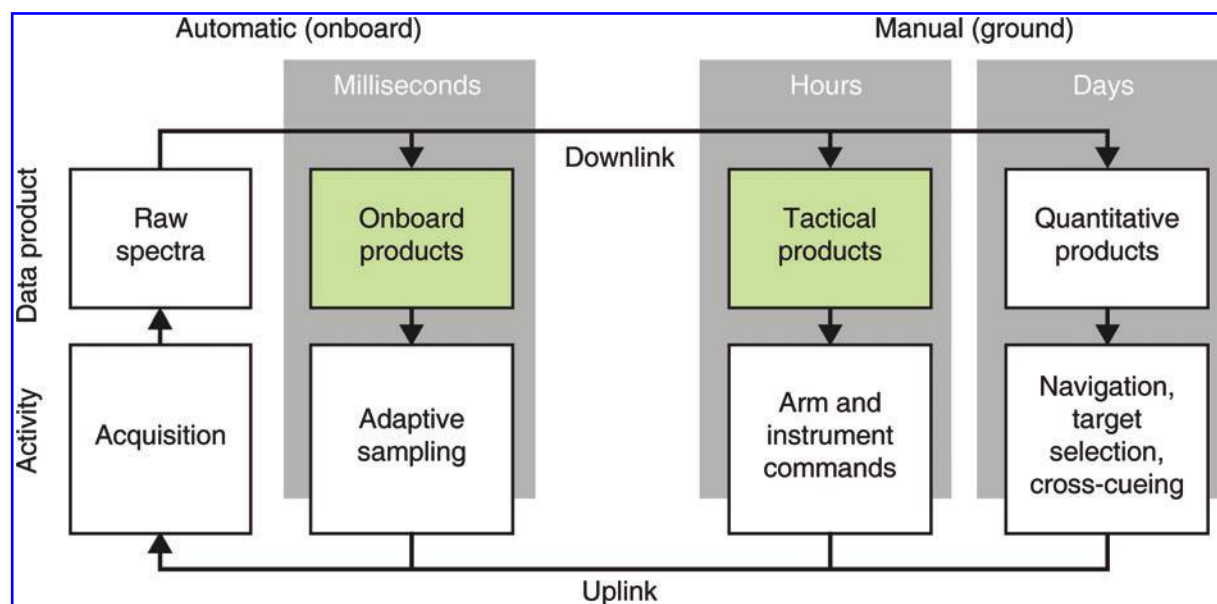 Automatic (onboard)
Manual (ground)
Milliseconds
Hours
Days
Downlink
Data product
Raw
spectra
Onboard
products
Tactical
products
Quantitative
products
Activity
Acquisition
Adaptive
sampling
Arm and
instrument
commands
Navigation,
target
selection,
cross-cueing
Uplink